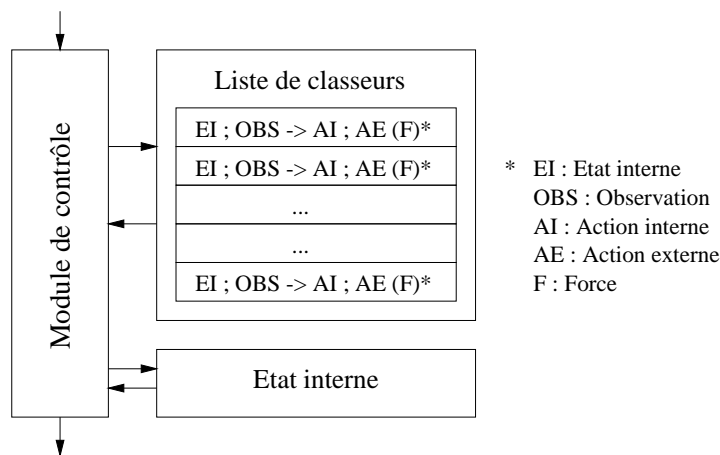 Module de contrôle
Liste de classeurs
EI ; OBS -> AI ; AE (F)*
EI ; OBS -> AI ; AE (F)*
...
...
EI ; OBS -> AI ; AE (F)*
Etat interne
* EI : Etat interne
OBS : Observation
AI : Action interne
AE : Action externe
F : Force